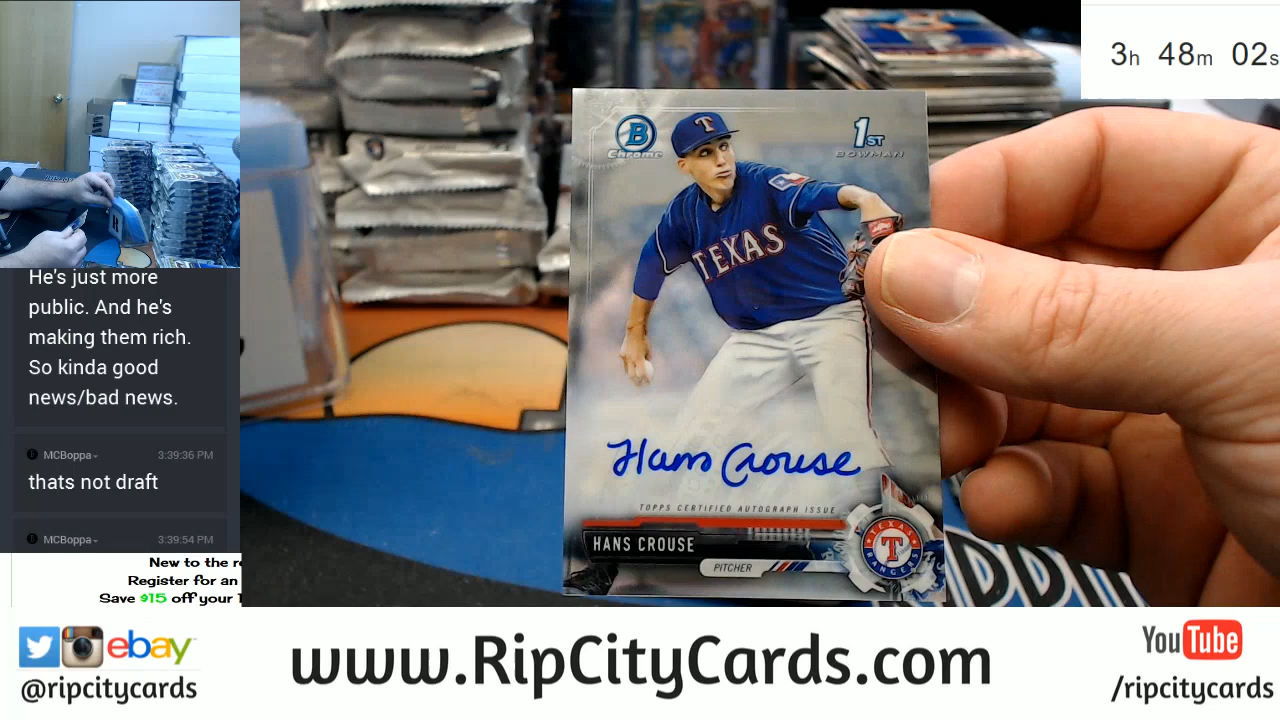 3h 48m 02s
He's just more
public. And he's
making them rich.
So kinda good
news/bad news.
MCBoppa
3:39:36 PM
thats not draft
MCBoppa
3:39:54 PM
New to the
Register for an
Save $15 off your
B
Chrome
1ST
BOWMAN
T
TEXAS
Hans Crouse
TOPPS CERTIFIED AUTOGRAPH ISSUE
HANS CROUSE
PITCHER
TEXAS
T
RANGERS
ebay
@ripcitycards
www.RipCityCards.com
YouTube
/ripcitycards